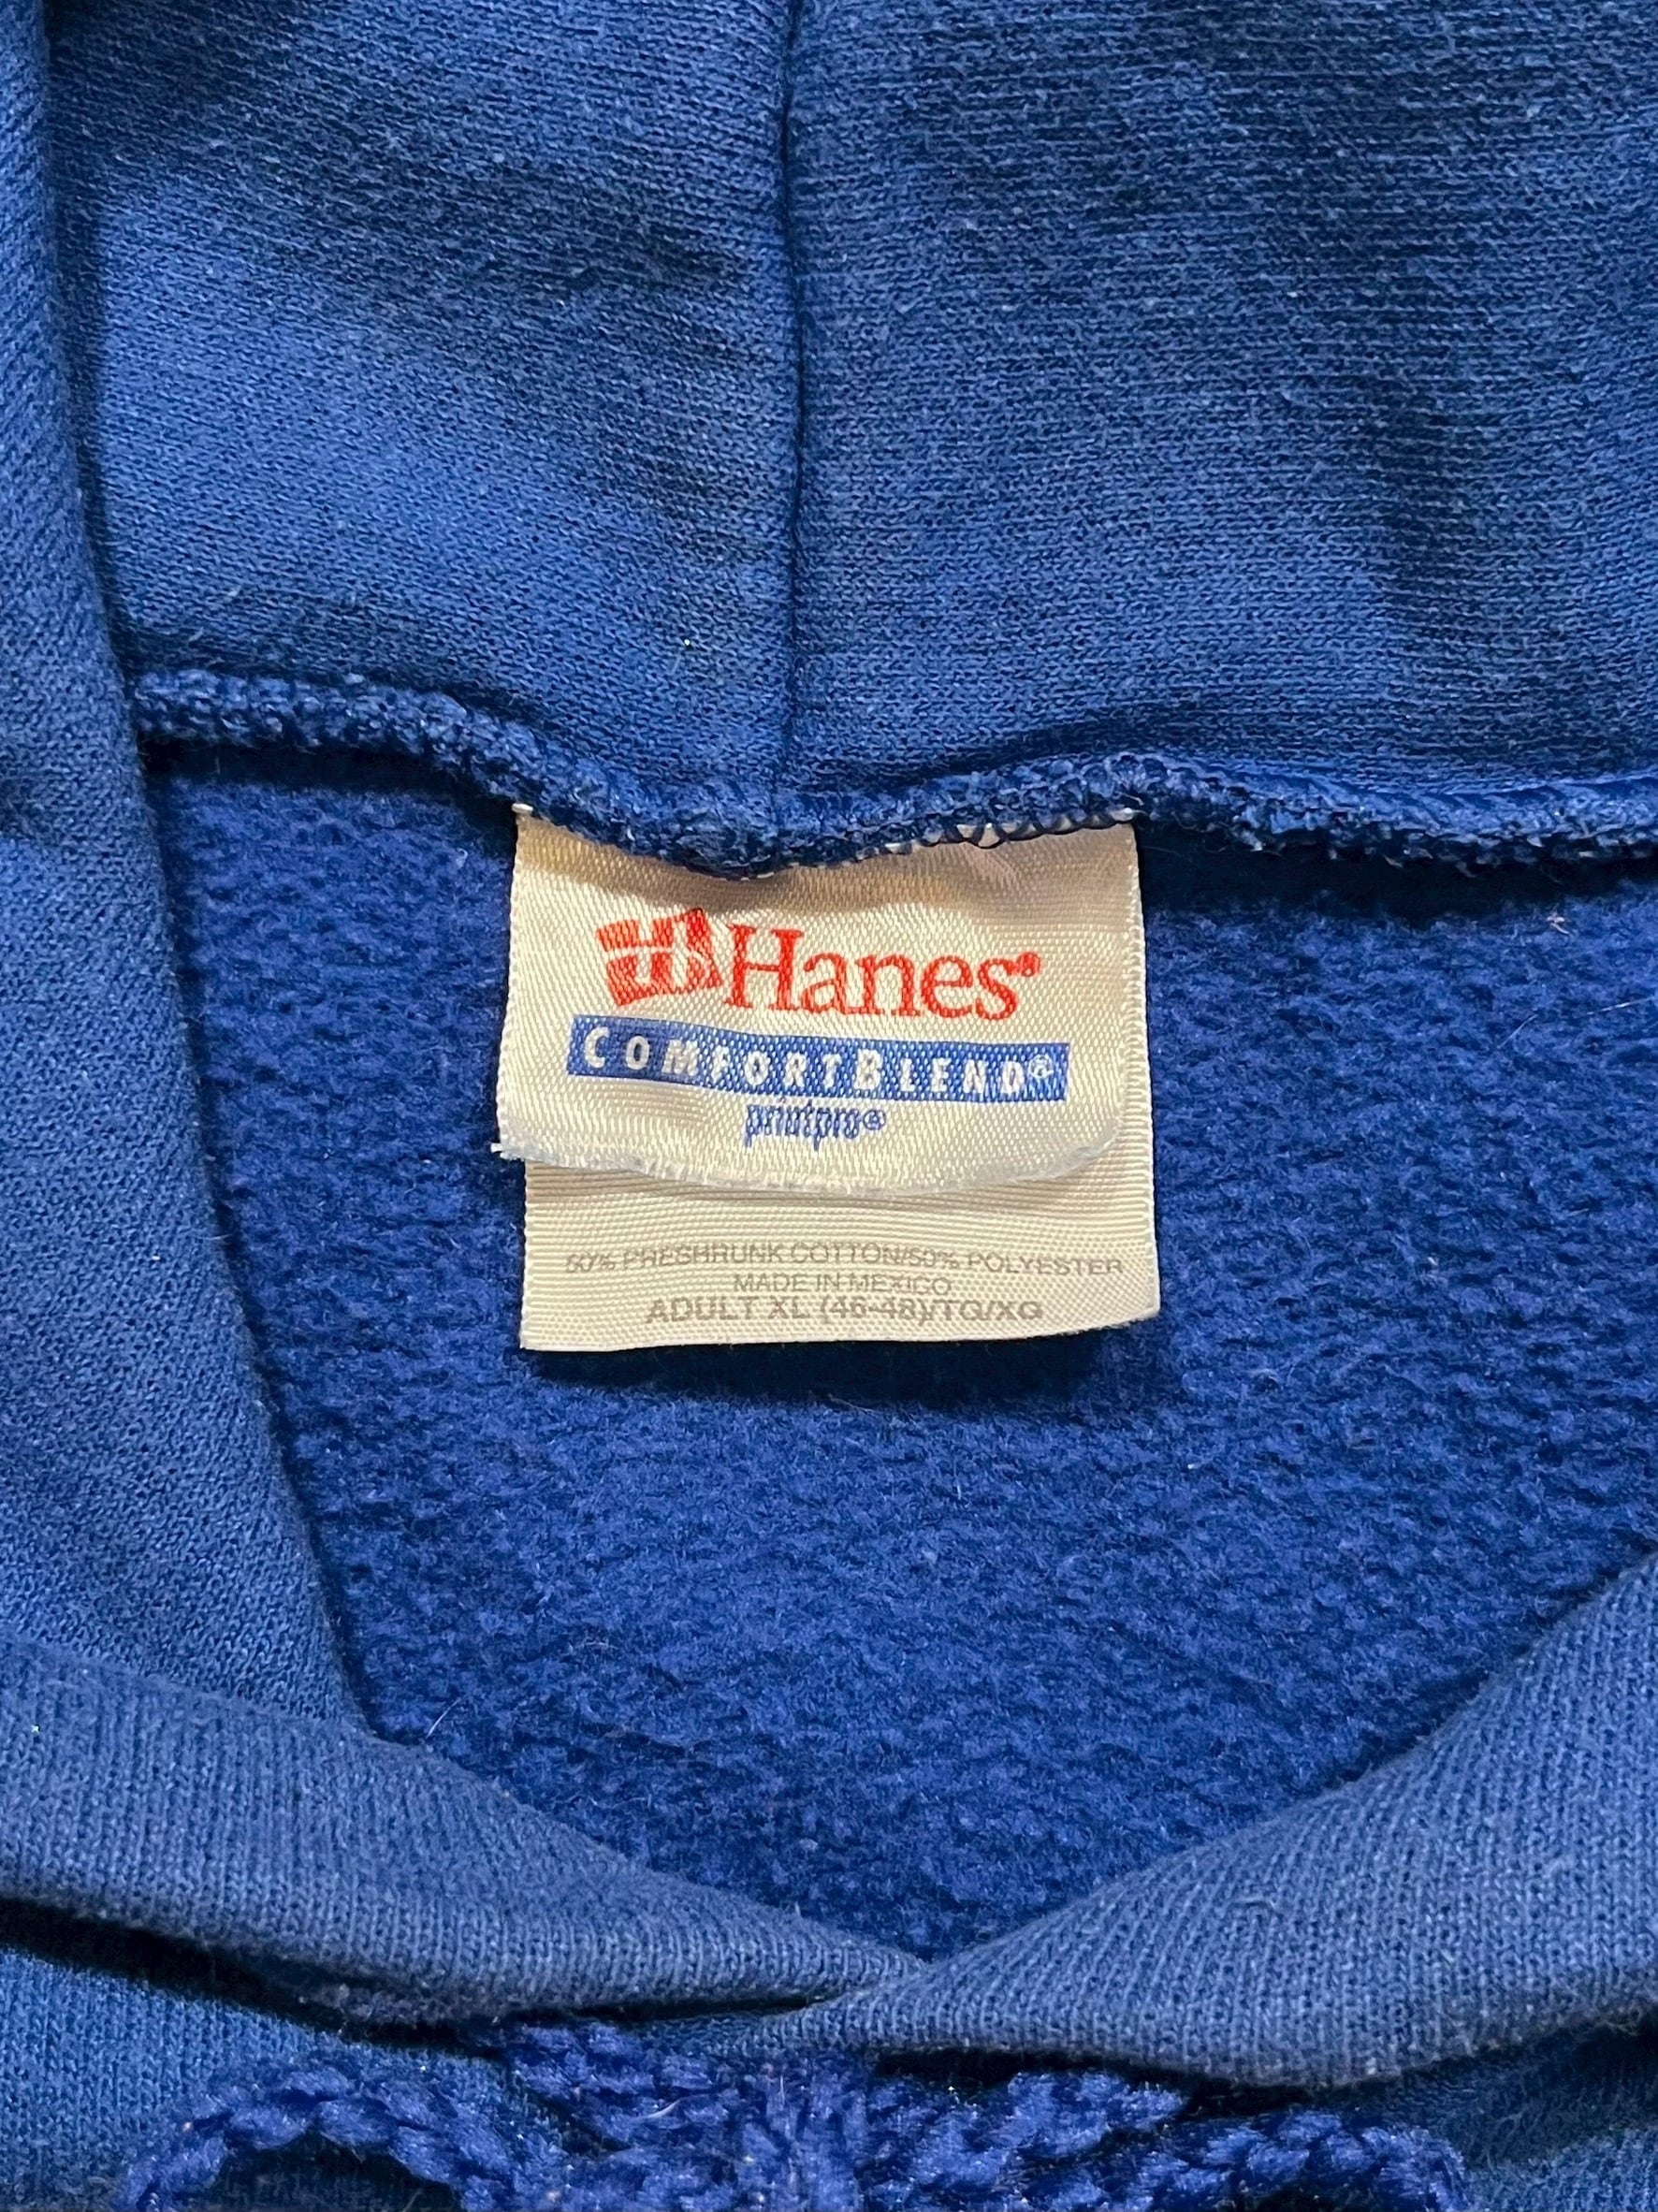 Hanes®
COMFORTBLEND®
printpro®
50% PRESHRUNK COTTON/50% POLYESTER
MADE IN MEXICO
ADULT XL (46-48)/TG/XG